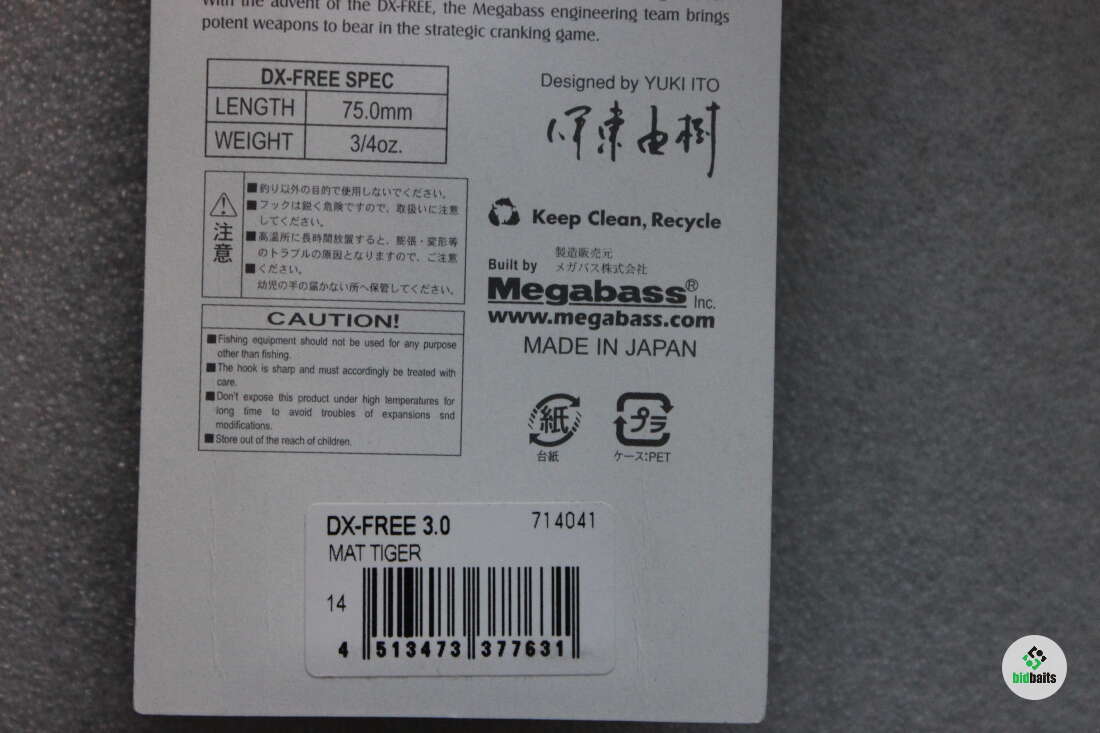 With the advent of the DX-FREE, the Megabass engineering team brings
potent weapons to bear in the strategic cranking game.
DX-FREE SPEC
LENGTH 75.0mm
WEIGHT 3/4oz.
Designed by YUKI ITO
伊東由樹
注意
■釣り以外の目的で使用しないでください。
■フックは鋭く危険ですので、取扱いに注意
してください。
■高温所に長時間放置すると、膨張・変形等
のトラブルの原因となりますので、ご注意
■ください。
幼児の手の届かない所へ保管してください。
Keep Clean, Recycle
製造販売元
Built by メガバス株式会社
Megabass® Inc.
www.megabass.com
MADE IN JAPAN
CAUTION!
■Fishing equipment should not be used for any purpose
other than fishing.
■The hook is sharp and must accordingly be treated with
care.
■Don't expose this product under high temperatures for
long time to avoid troubles of expansions snd
modifications.
■Store out of the reach of children.
紙
台紙
プラ
ケース:PET
DX-FREE 3.0 714041
MAT TIGER
14
4 513473 377631
bidbaits